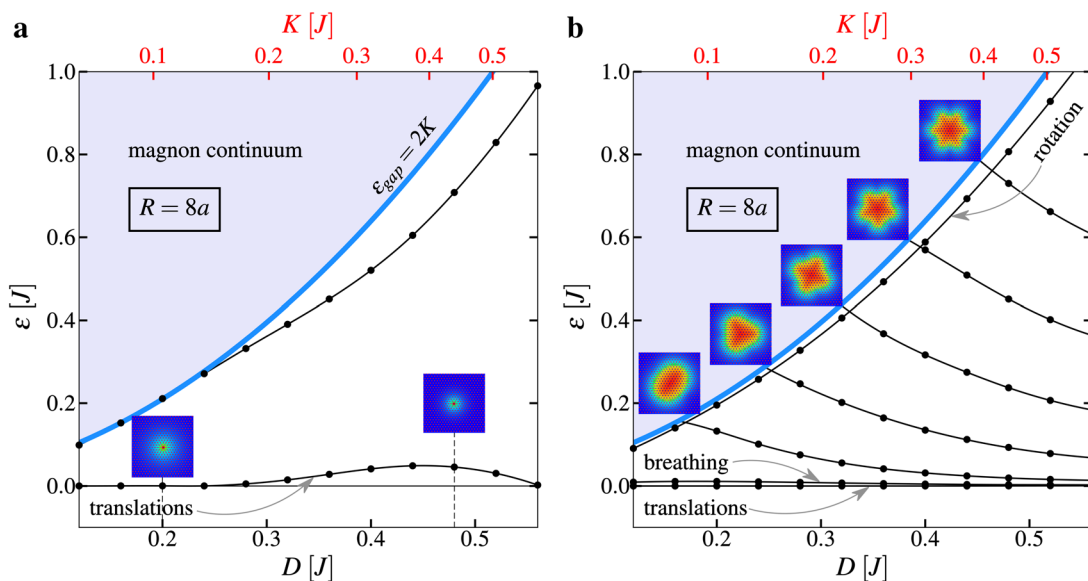 a
K [J]
0.1 0.2 0.3 0.4 0.5
1.0
0.8
0.6
0.4
0.2
0.0
ε [J]
magnon continuum
R = 8a
ε_gap = 2K
translations
0.2 0.3 0.4 0.5
D [J]
b
K [J]
0.1 0.2 0.3 0.4 0.5
1.0
0.8
0.6
0.4
0.2
0.0
ε [J]
magnon continuum
R = 8a
rotation
breathing
translations
0.2 0.3 0.4 0.5
D [J]